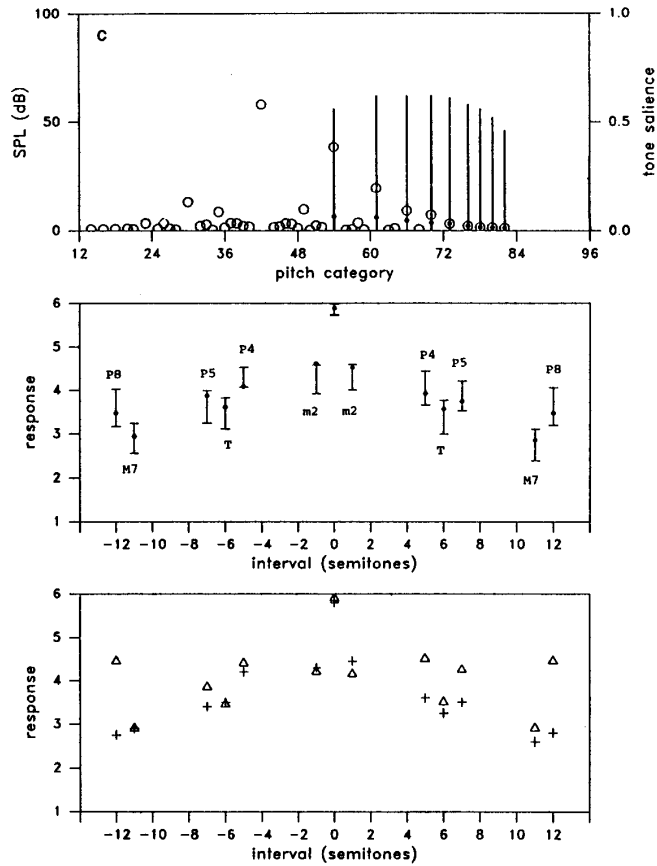 100
C
1.0
SPL (dB)
50
0.5
tone salience
0
0.0
12 24 36 48 60 72 84 96
pitch category
6
5
4
3
2
1
response
P8
M7
P5
T
P4
m2
m2
P4
T
P5
M7
P8
-12 -10 -8 -6 -4 -2 0 2 4 6 8 10 12
interval (semitones)
6
5
4
3
2
1
response
-12 -10 -8 -6 -4 -2 0 2 4 6 8 10 12
interval (semitones)